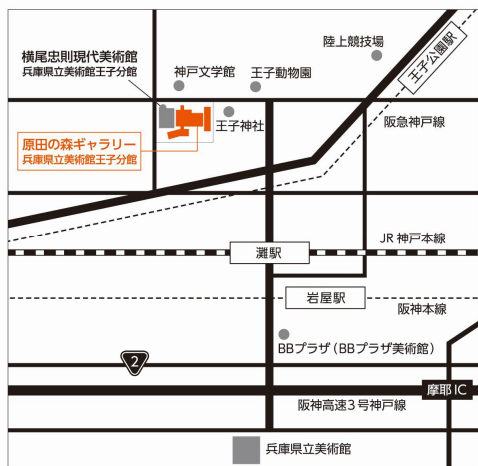 横尾忠則現代美術館
兵庫県立美術館王子分館
神戸文学館
王子動物園
陸上競技場
王子公園駅
王子神社
阪急神戸線
原田の森ギャラリー
兵庫県立美術館王子分館
JR 神戸本線
灘駅
岩屋駅
阪神本線
BBプラザ(BBプラザ美術館)
2
摩耶IC
阪神高速3号神戸線
兵庫県立美術館